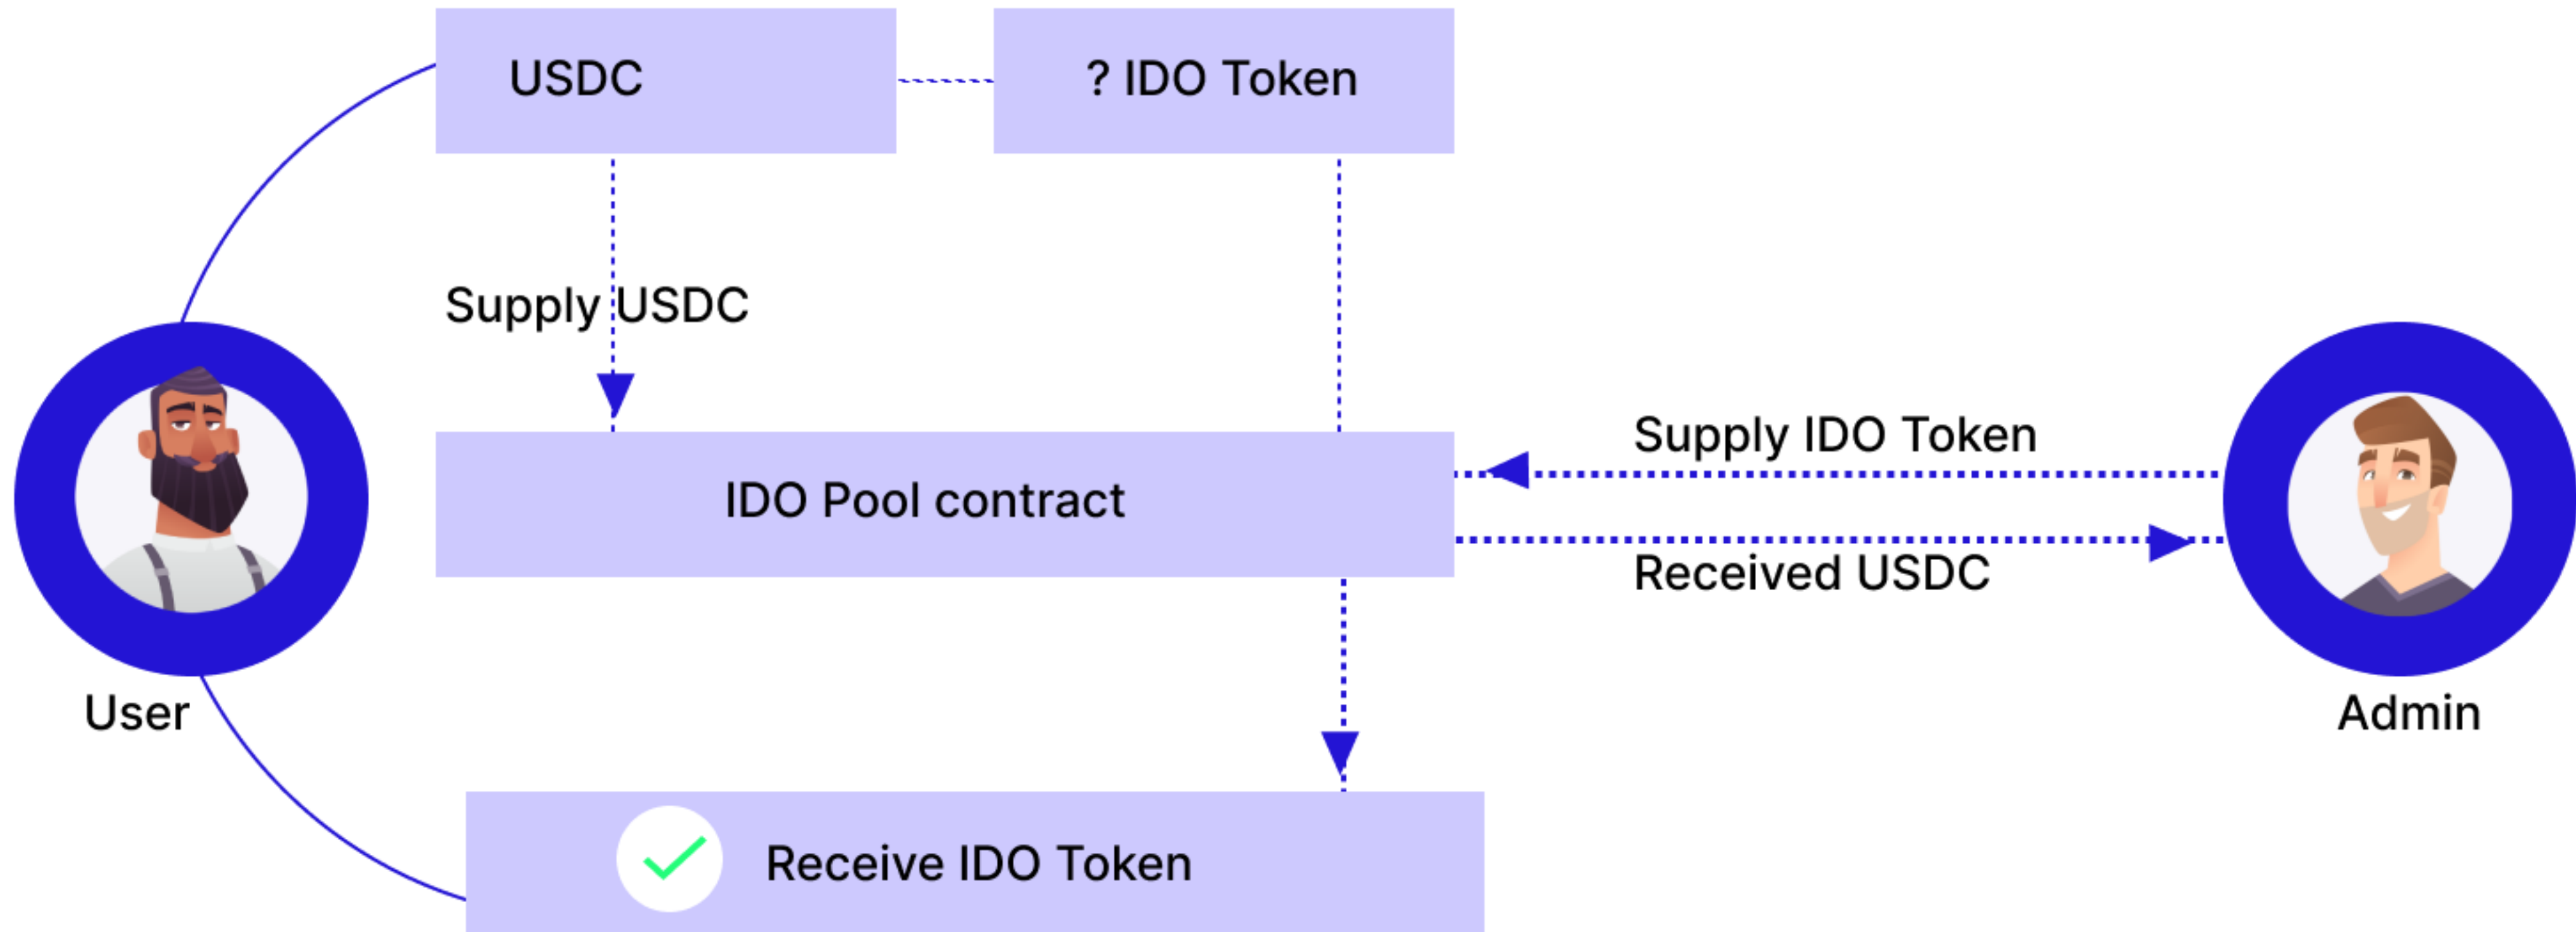 USDC
? IDO Token
Supply USDC
Supply IDO Token
IDO Pool contract
Received USDC
User
Admin
Receive IDO Token